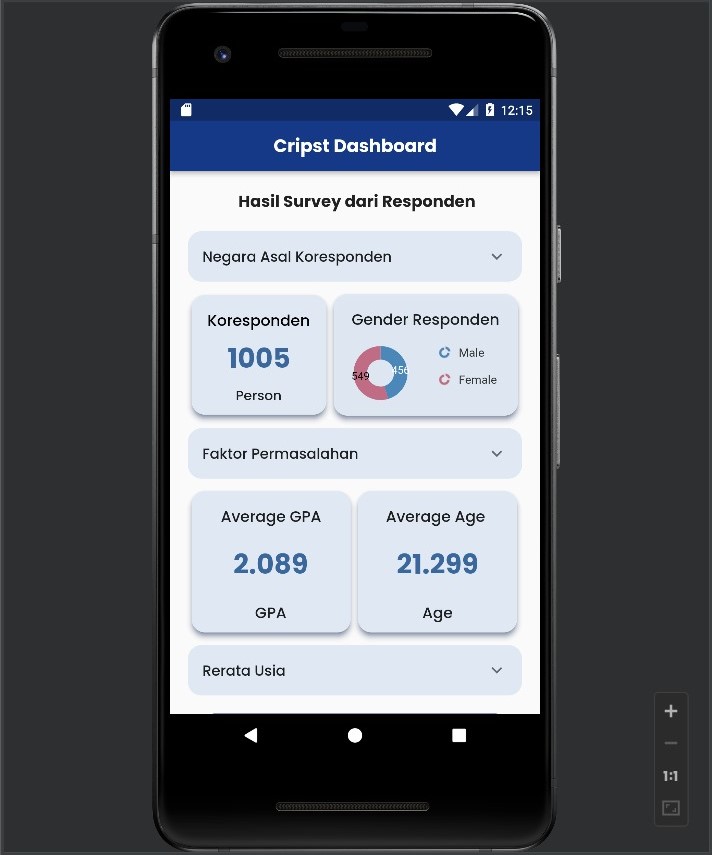 12:15
Cripst Dashboard
Hasil Survey dari Responden
Negara Asal Koresponden
Koresponden
1005
Person
Gender Responden
549
456
Male
Female
Faktor Permasalahan
Average GPA
2.089
GPA
Average Age
21.299
Age
Rerata Usia
1:1